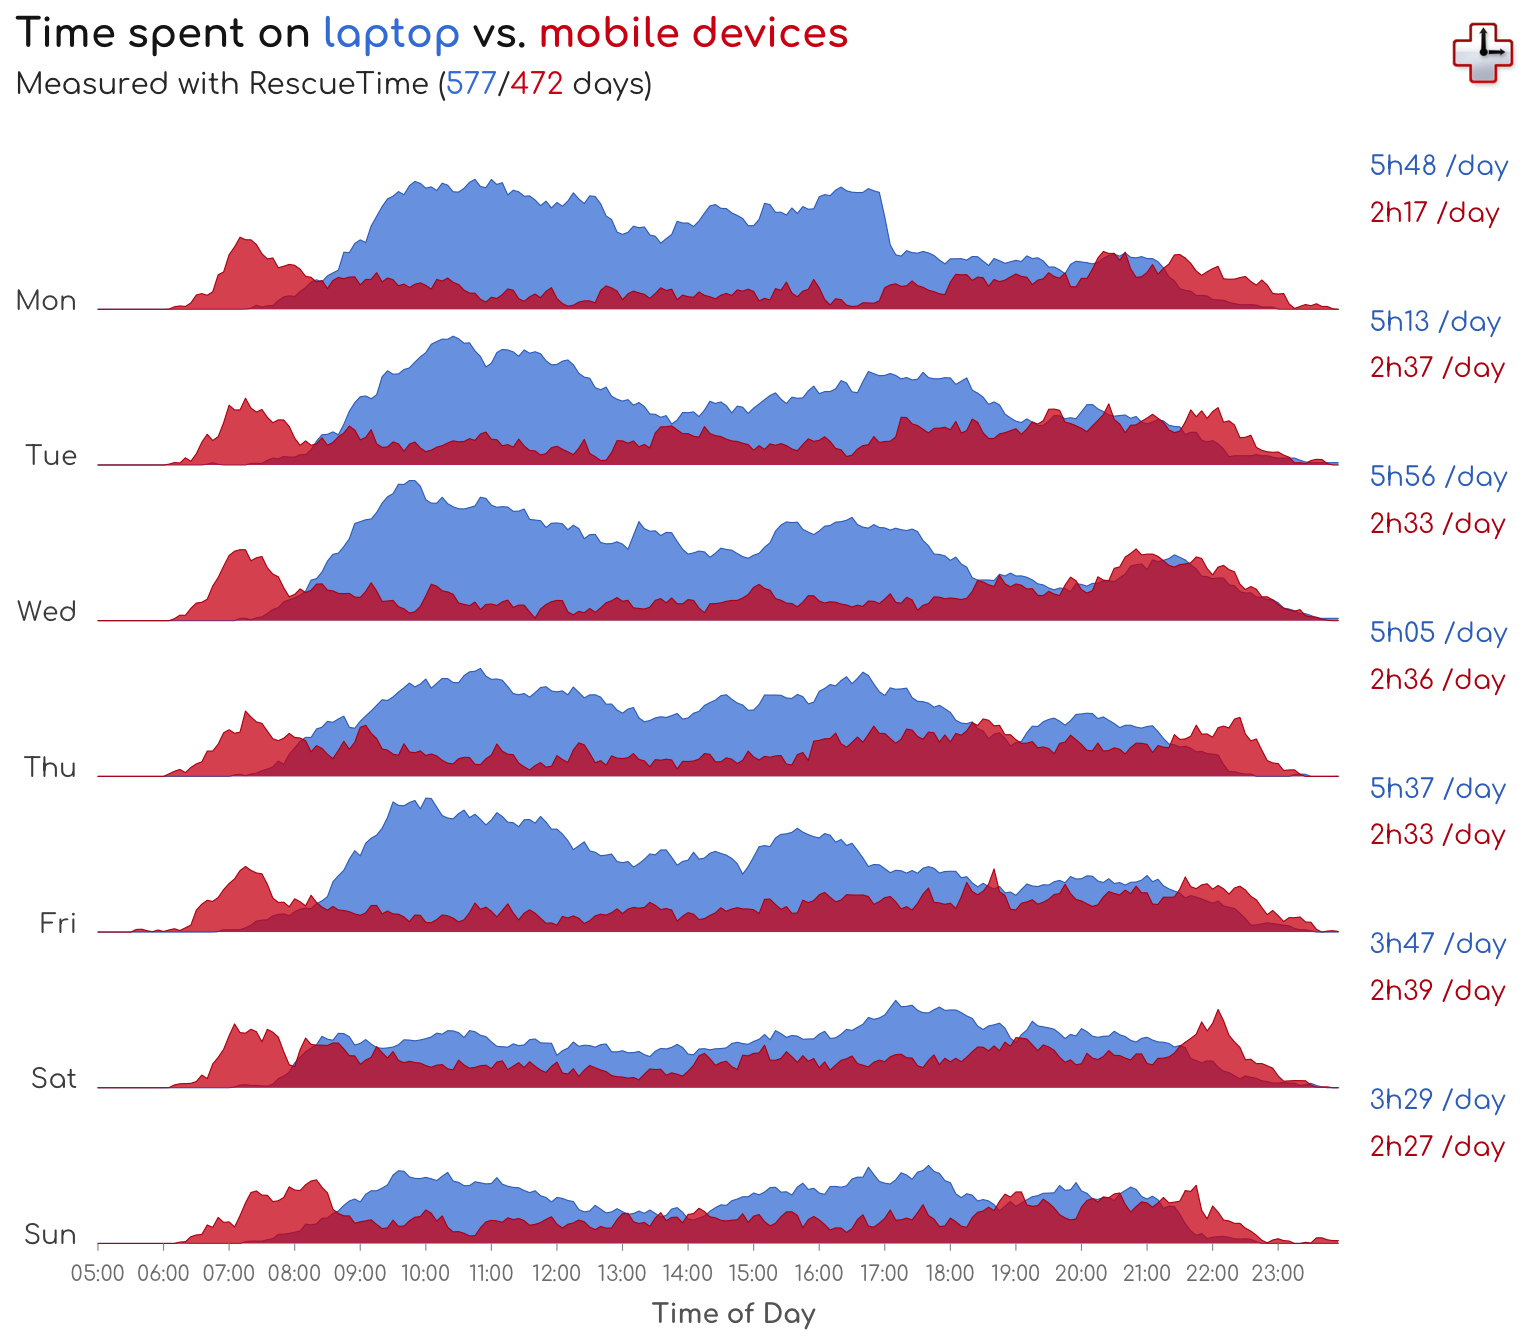 Time spent on laptop vs. mobile devices
Measured with RescueTime (577/472 days)
5h48 /day
2h17 /day
Mon
5h13 /day
2h37 /day
Tue
5h56 /day
2h33 /day
Wed
5h05 /day
2h36 /day
Thu
5h37 /day
2h33 /day
Fri
3h47 /day
2h39 /day
Sat
3h29 /day
2h27 /day
Sun
05:00 06:00 07:00 08:00 09:00 10:00 11:00 12:00 13:00 14:00 15:00 16:00 17:00 18:00 19:00 20:00 21:00 22:00 23:00
Time of Day